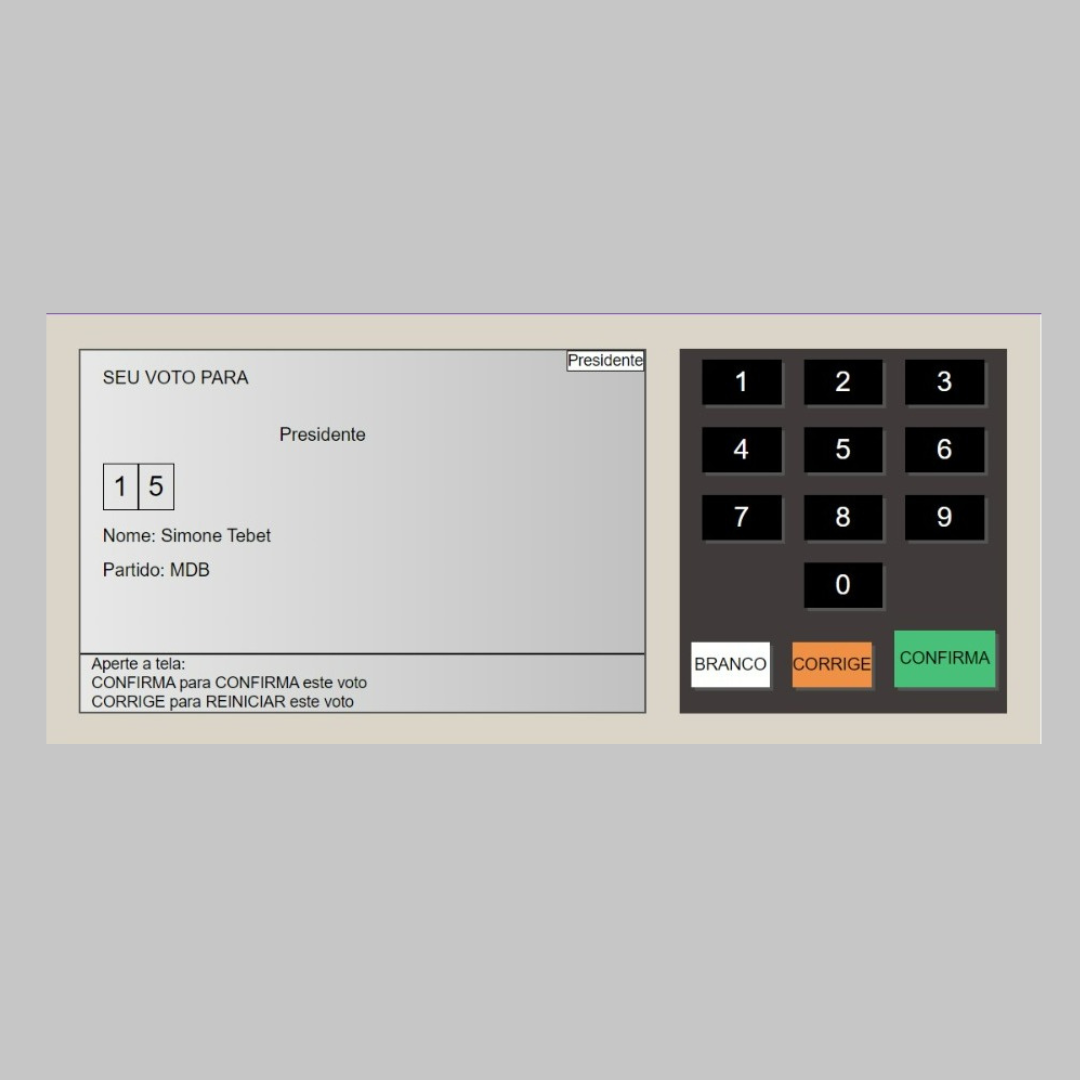 Presidente
SEU VOTO PARA
Presidente
1 5
Nome: Simone Tebet
Partido: MDB
Aperte a tela:
CONFIRMA para CONFIRMA este voto
CORRIGE para REINICIAR este voto
1 2 3
4 5 6
7 8 9
0
BRANCO CORRIGE CONFIRMA